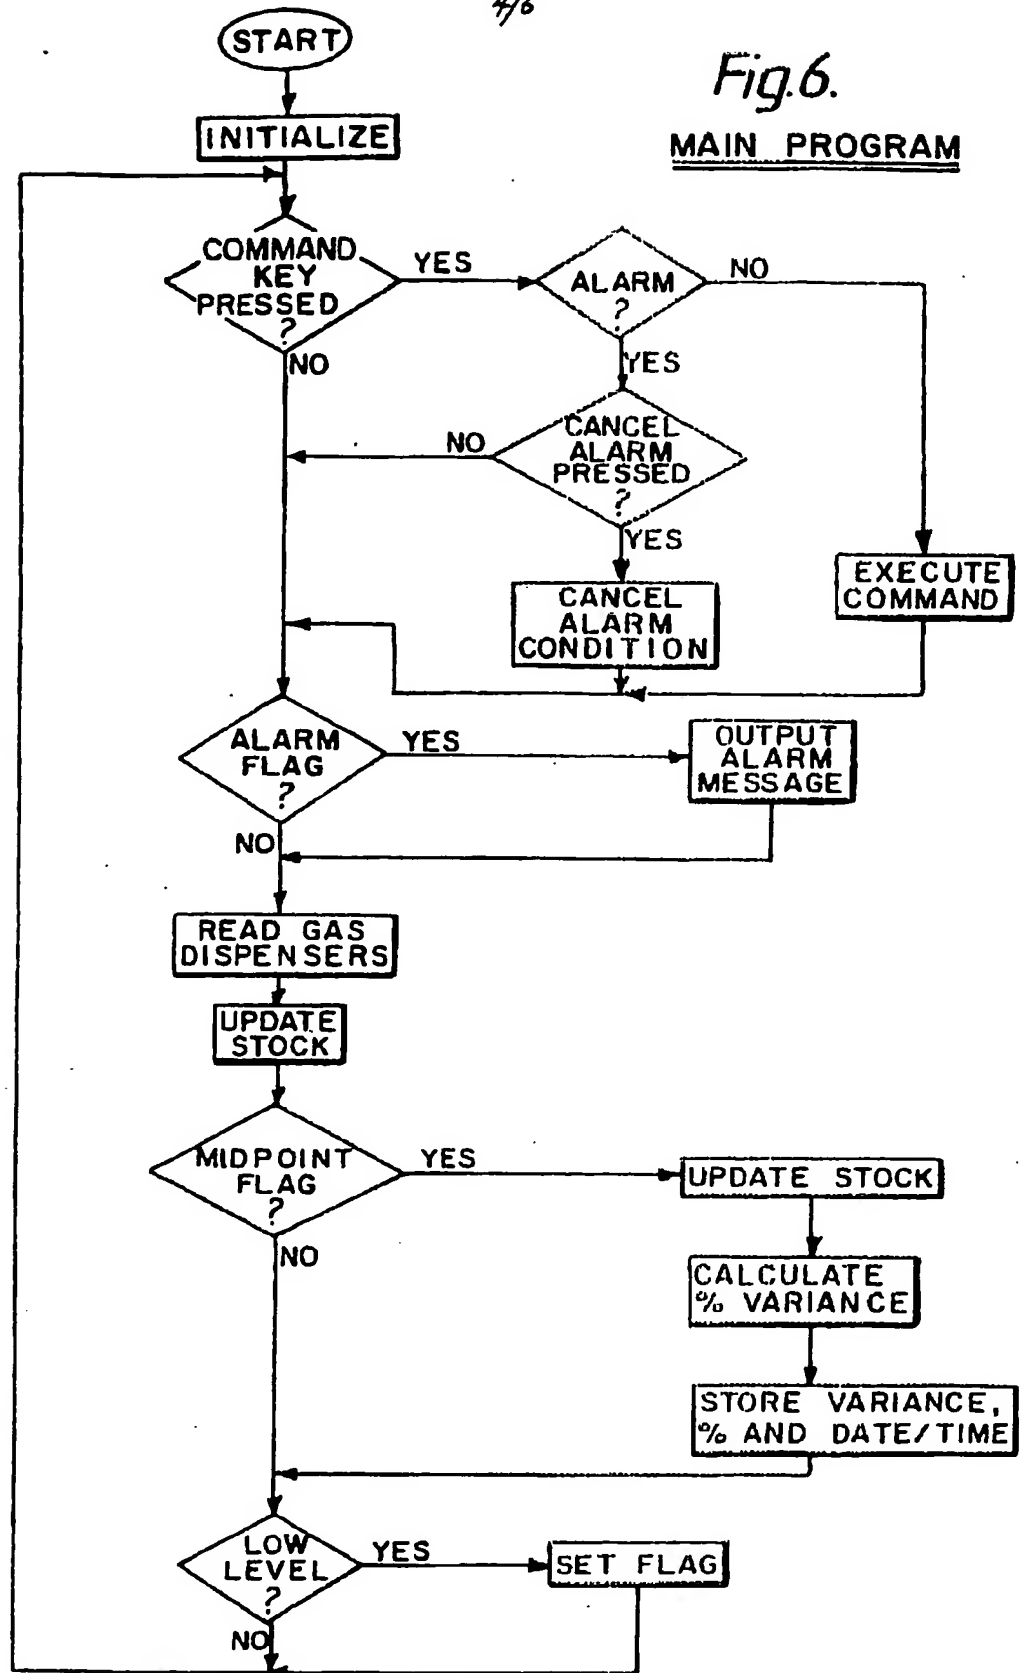 4/6
START
Fig.6.
MAIN PROGRAM
INITIALIZE
COMMAND
KEY
PRESSED
?
YES
NO
ALARM
?
NO
YES
CANCEL
ALARM
PRESSED
?
NO
YES
CANCEL
ALARM
CONDITION
EXECUTE
COMMAND
ALARM
FLAG
?
YES
OUTPUT
ALARM
MESSAGE
NO
READ GAS
DISPENSERS
UPDATE
STOCK
MIDPOINT
FLAG
?
YES
UPDATE STOCK
NO
CALCULATE
% VARIANCE
STORE VARIANCE,
% AND DATE/TIME
LOW
LEVEL
?
YES
SET FLAG
NO